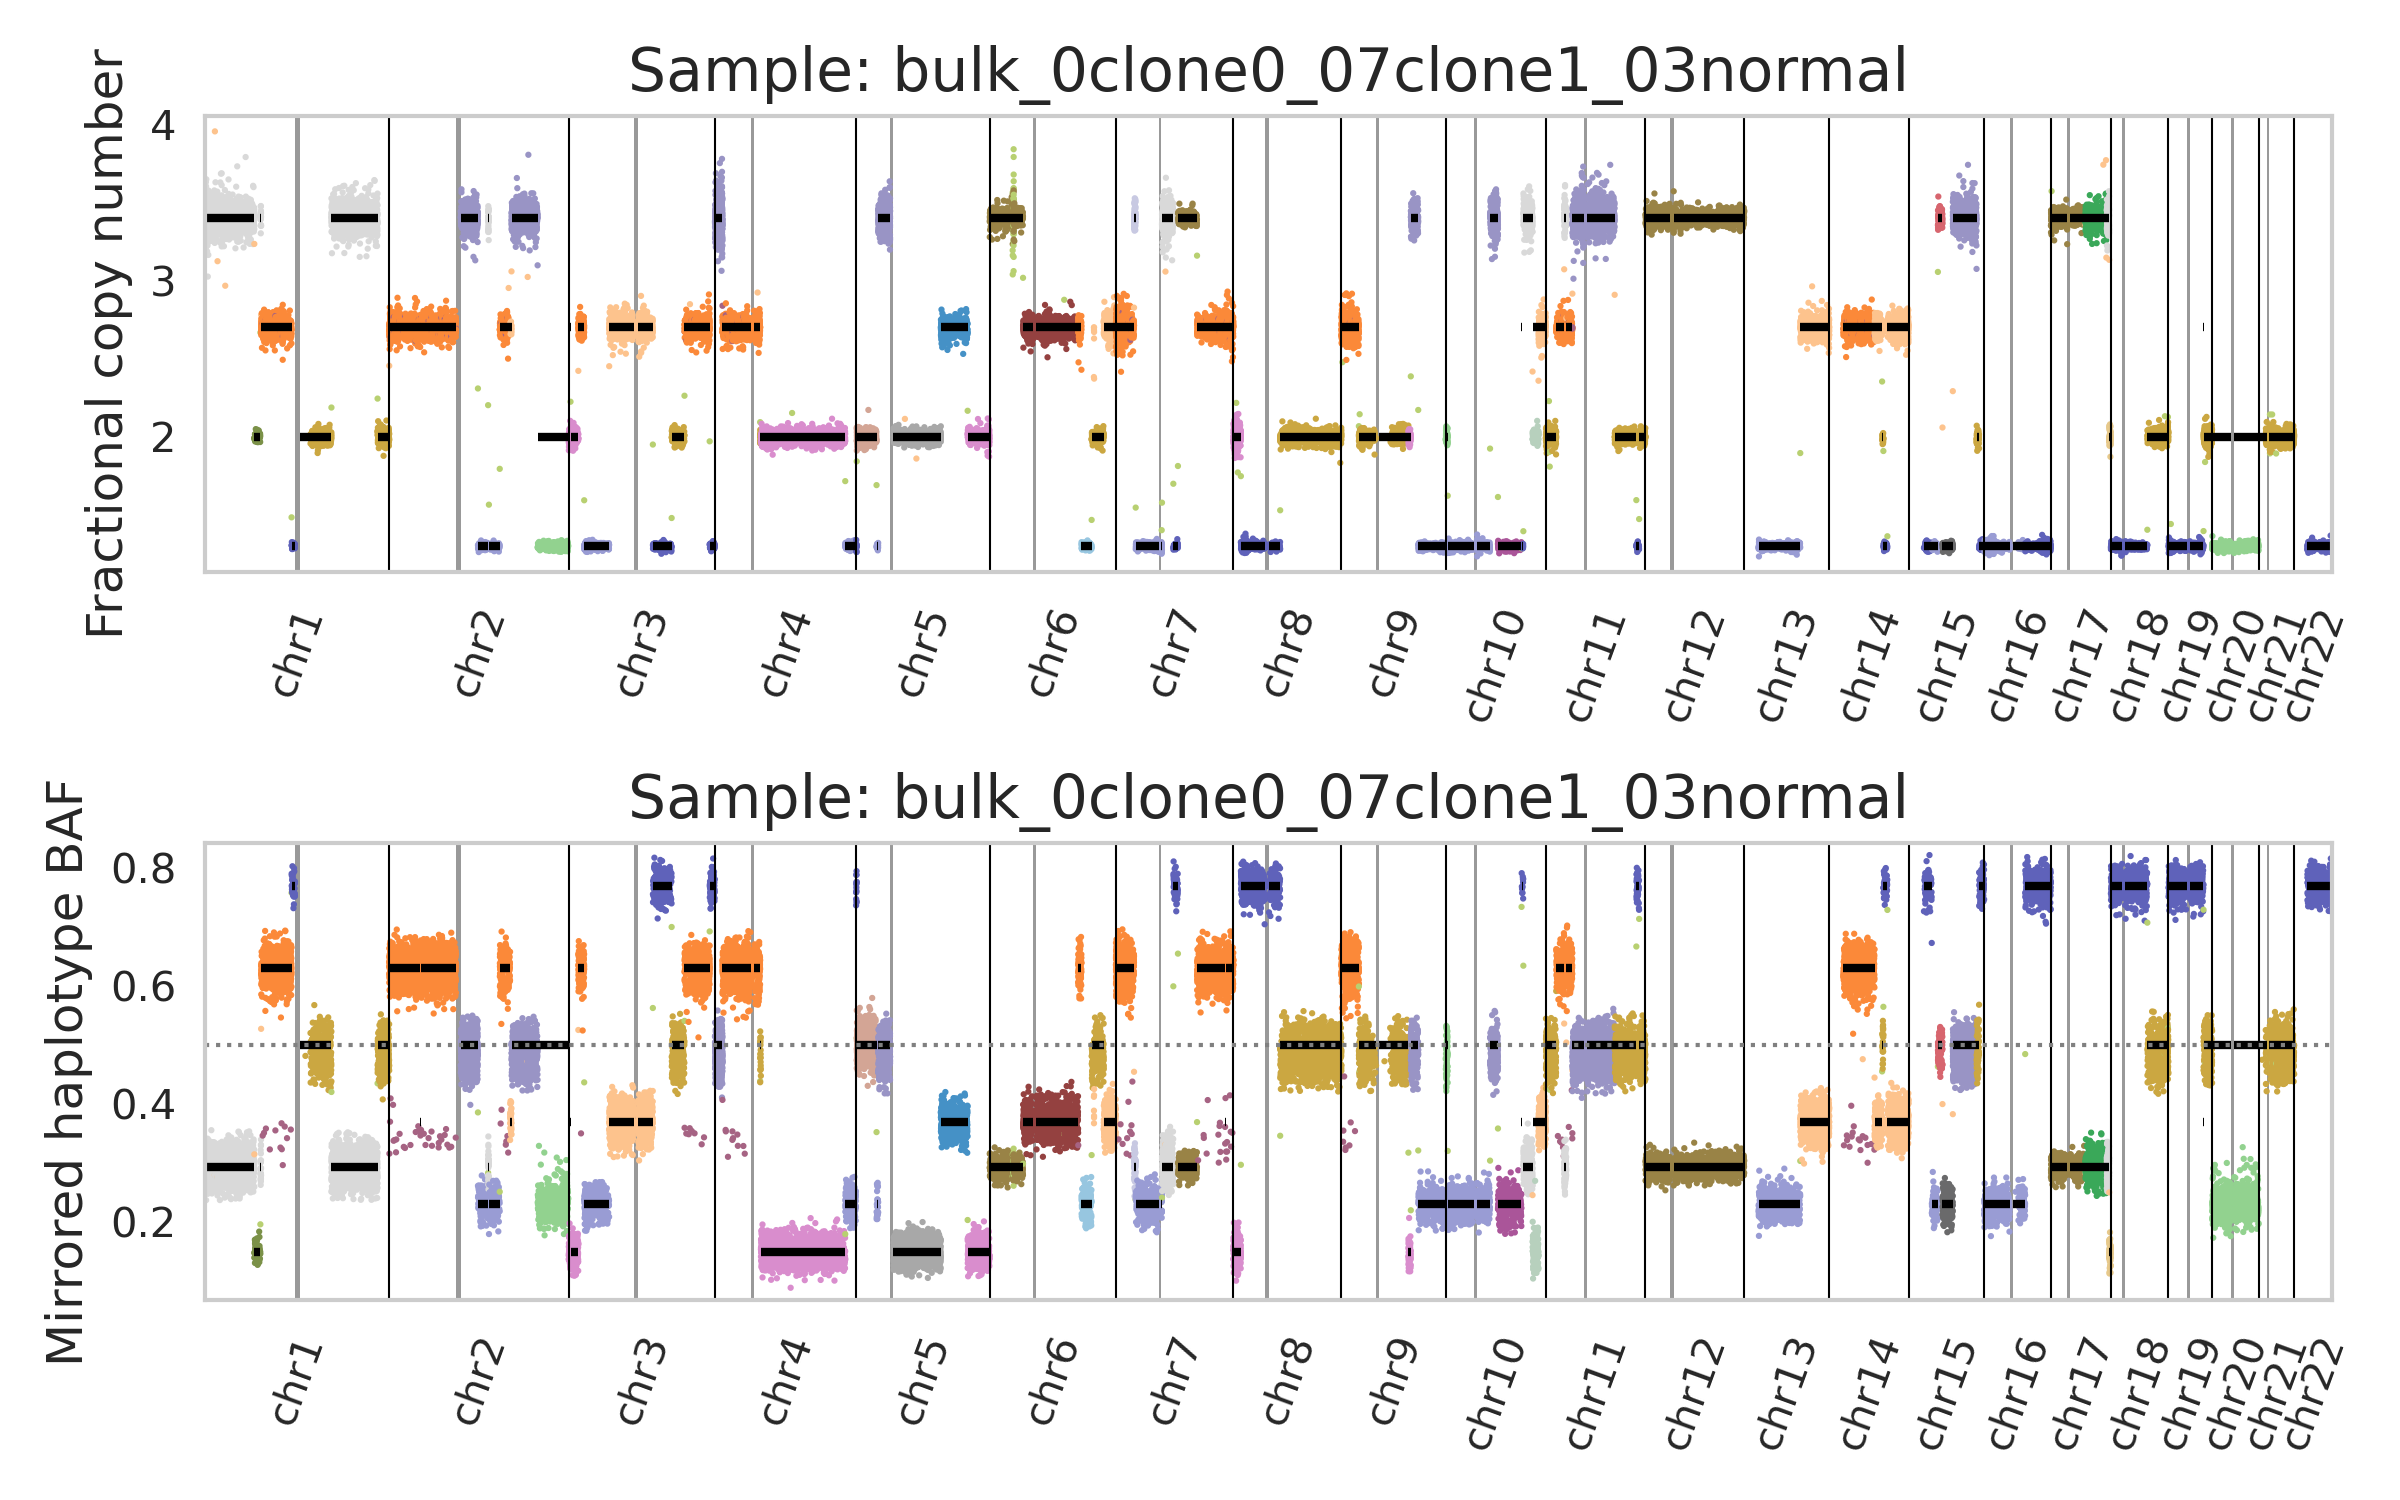 Sample: bulk_0clone0_07clone1_03normal
Fractional copy number
4
3
2
chr1 chr2 chr3 chr4 chr5 chr6 chr7 chr8 chr9 chr10 chr11 chr12 chr13 chr14 chr15 chr16 chr17 chr18 chr19 chr20 chr21 chr22
Sample: bulk_0clone0_07clone1_03normal
Mirrored haplotype BAF
0.8
0.6
0.4
0.2
chr1 chr2 chr3 chr4 chr5 chr6 chr7 chr8 chr9 chr10 chr11 chr12 chr13 chr14 chr15 chr16 chr17 chr18 chr19 chr20 chr21 chr22